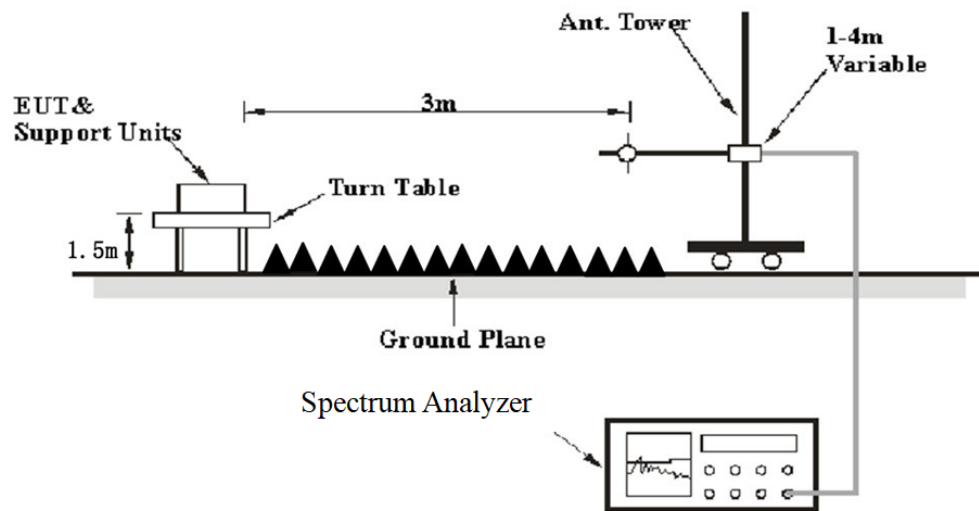 Ant. Tower
1-4m
Variable
3m
EUT&
Support Units
Turn Table
1.5m
Ground Plane
Spectrum Analyzer